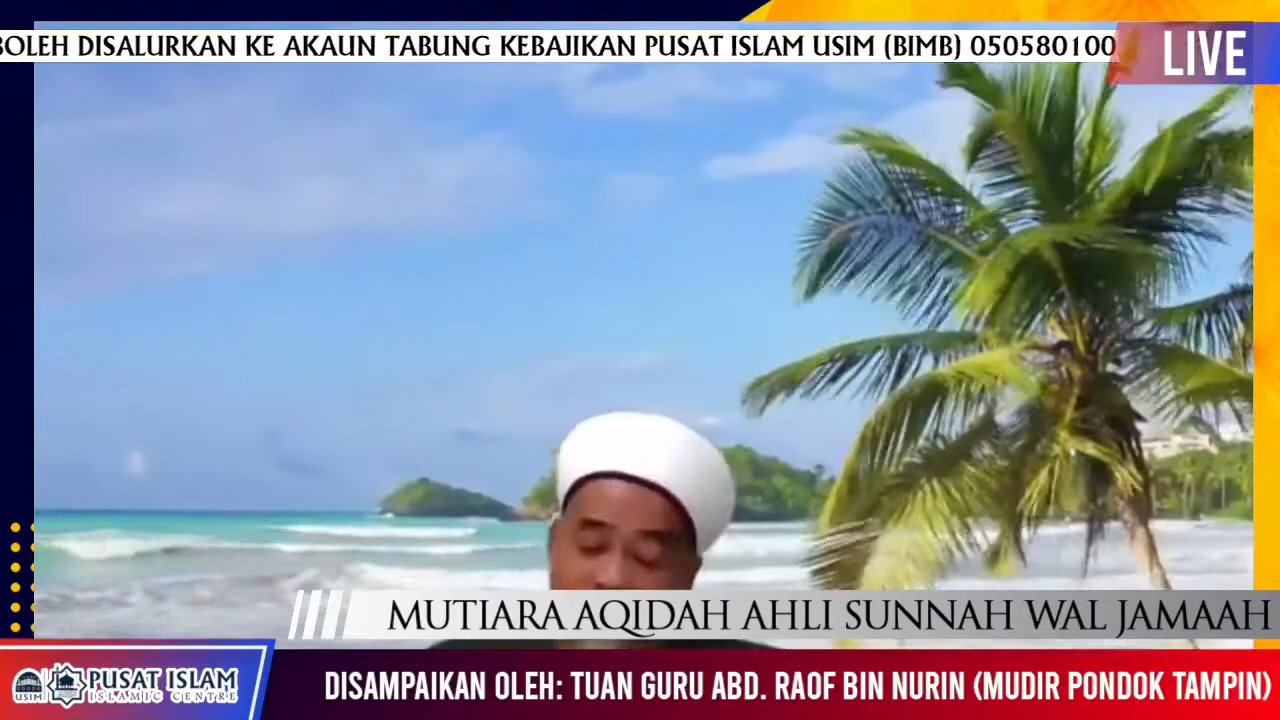 BOLEH DISALURKAN KE AKAUN TABUNG KEBAJIKAN PUSAT ISLAM USIM (BIMB) 050580100
LIVE
MUTIARA AQIDAH AHLI SUNNAH WAL JAMAAH
USIM
PUSAT ISLAM
ISLAMIC CENTRE
DISAMPAIKAN OLEH: TUAN GURU ABD. RAOF BIN NURIN (MUDIR PONDOK TAMPIN)